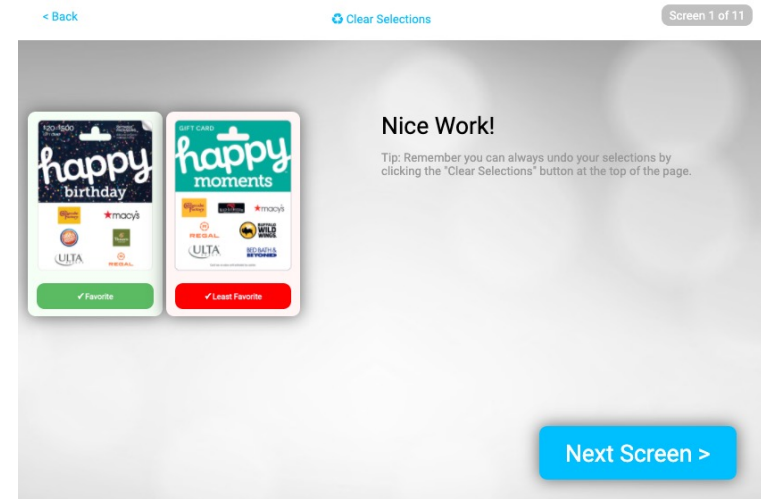 < Back
Clear Selections
Screen 1 of 11
$20-$500
happy
birthday
macy's
ULTA
REGAL
✓ Favorite
GIFT CARD
happy
moments
macy's
REGAL
BUFFALO
WILD
WINGS
ULTA
BED BATH &
BEYOND
✓ Least Favorite
Nice Work!
Tip: Remember you can always undo your selections by
clicking the "Clear Selections" button at the top of the page.
Next Screen >